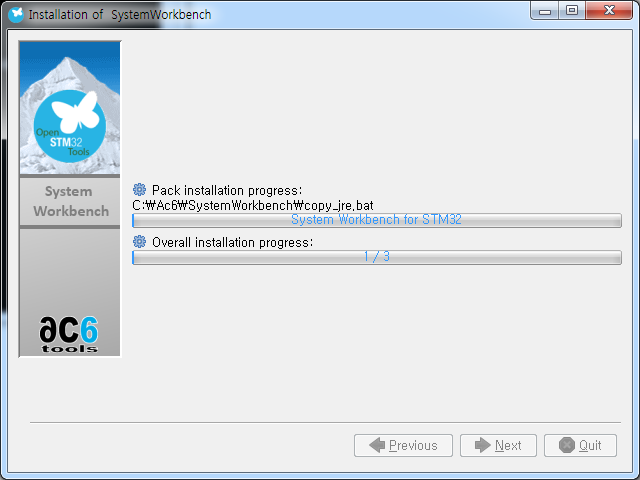 Installation of SystemWorkbench
Open
STM32
Tools
System
Workbench
ac6
tools
Pack installation progress:
C:₩Ac6₩SystemWorkbench₩copy_jre.bat
System Workbench for STM32
Overall installation progress:
1 / 3
Previous
Next
Quit